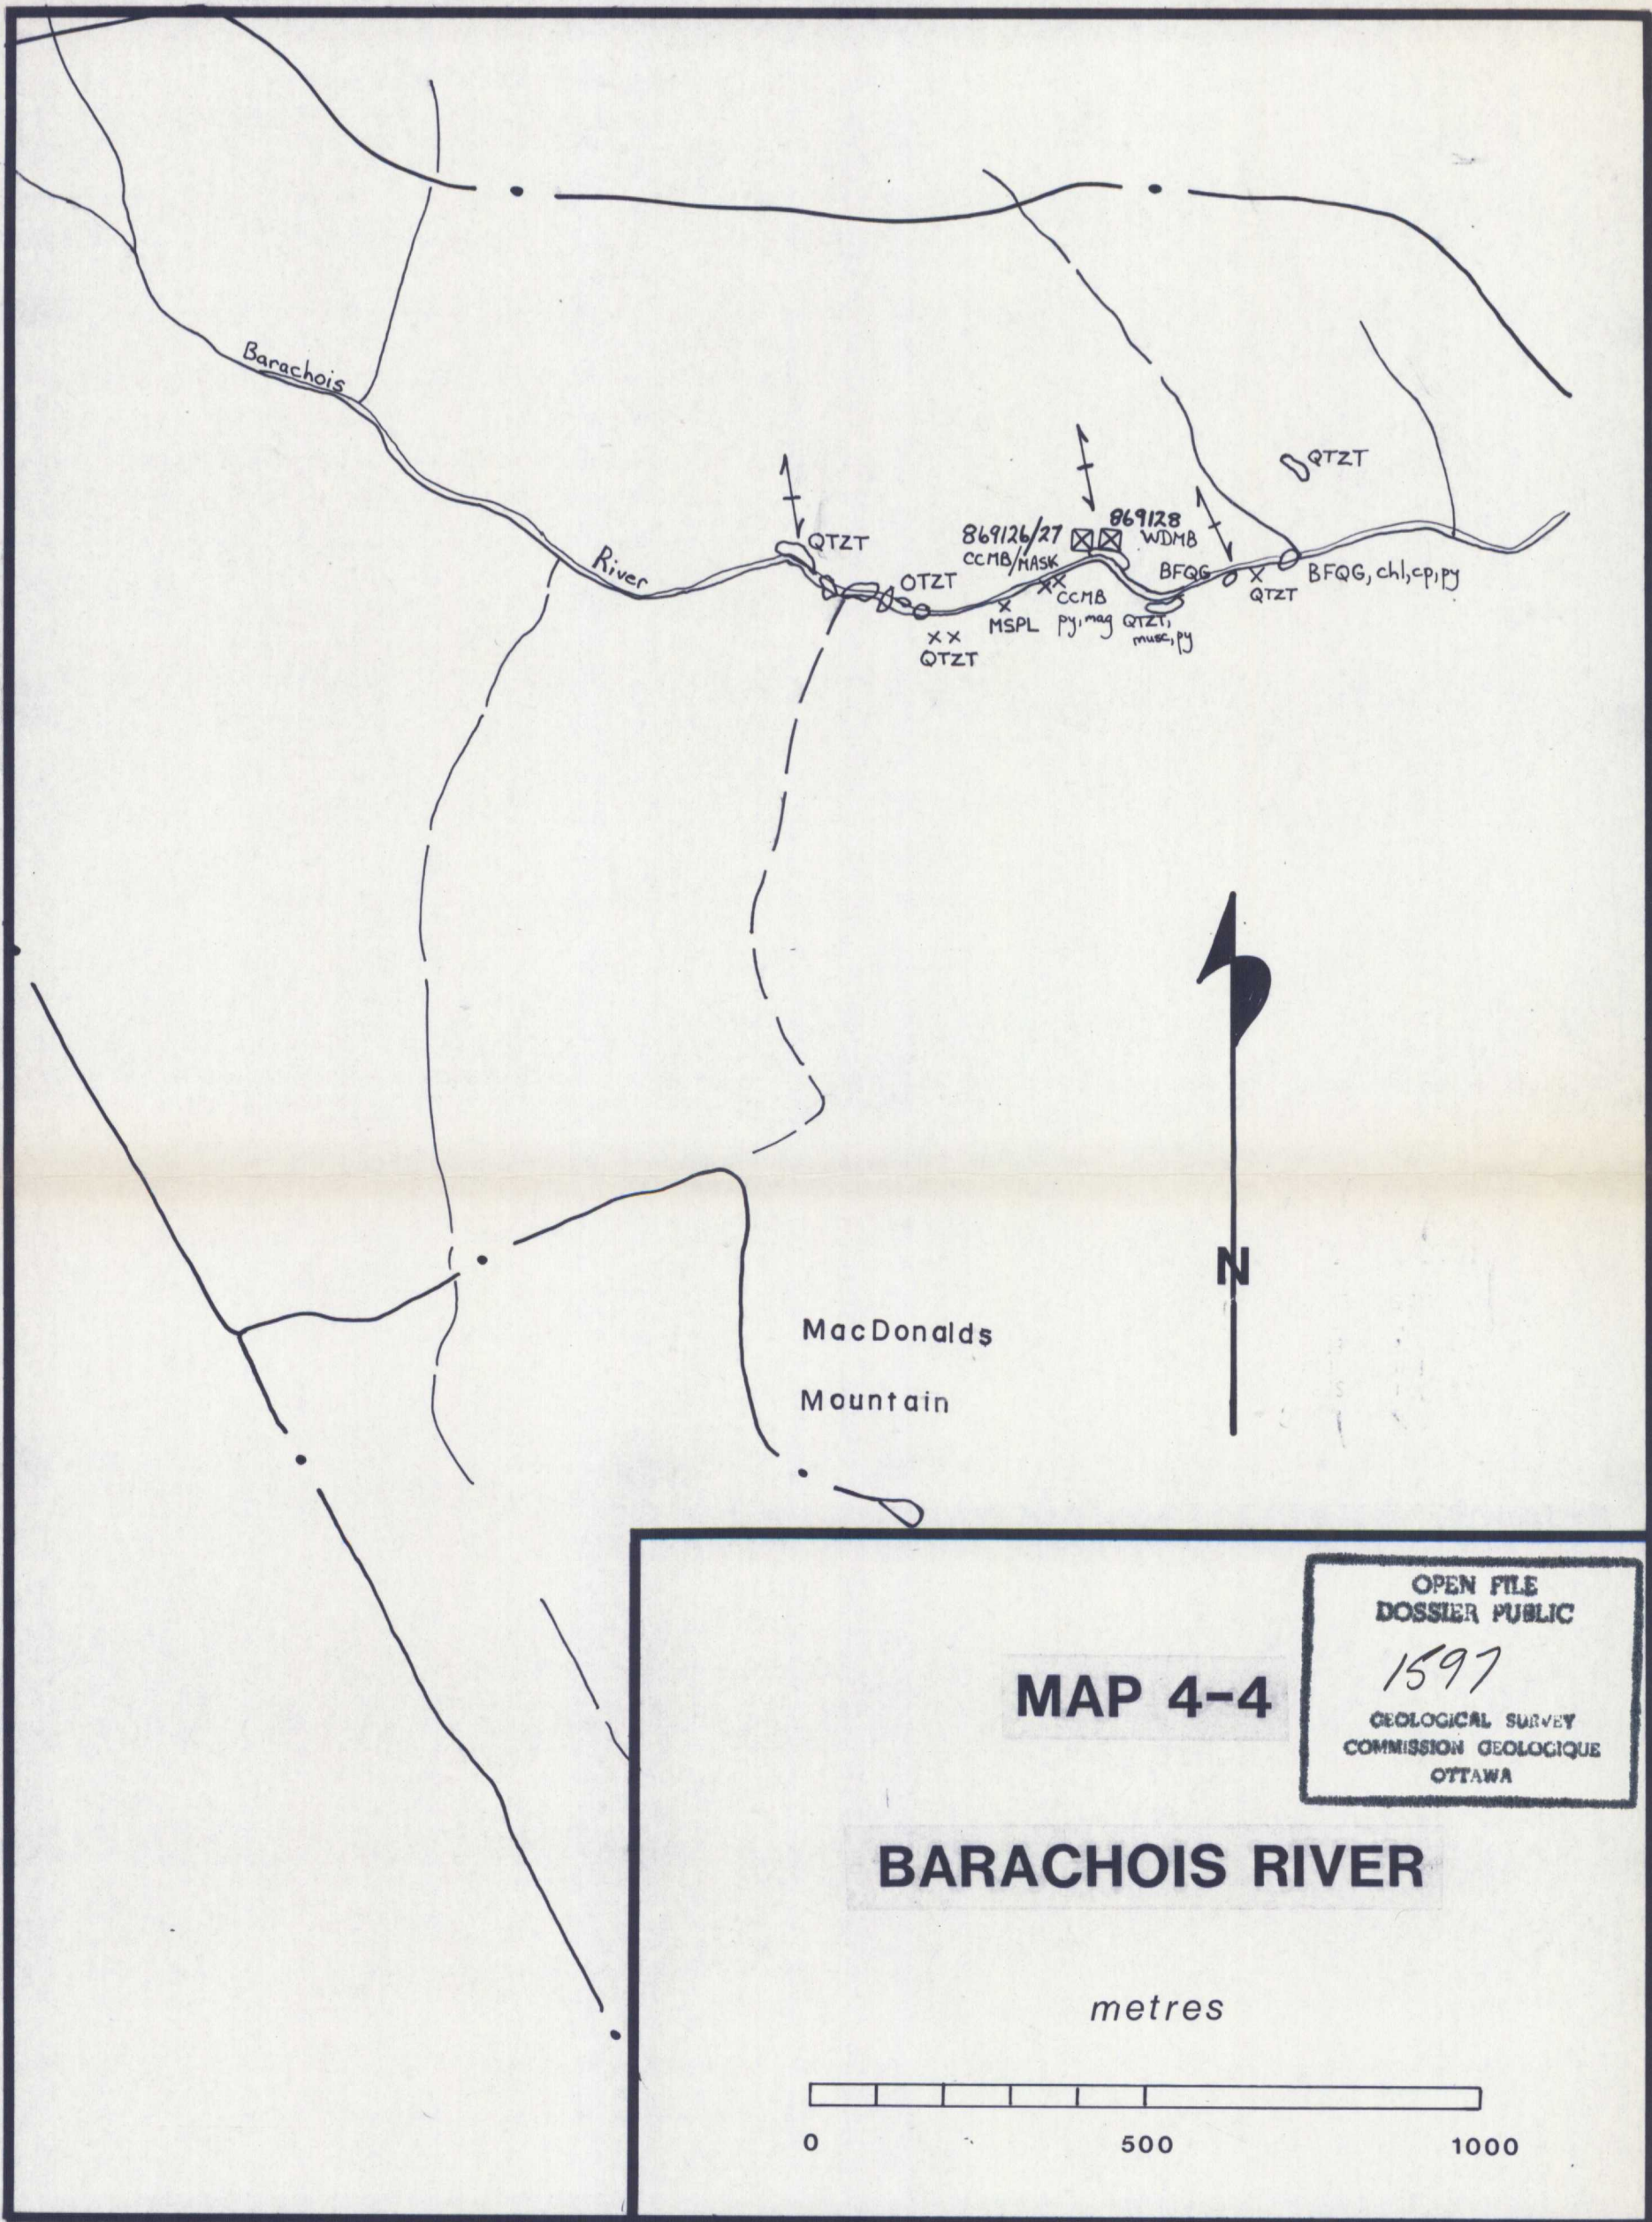 Barachois
River
QTZT
QTZT
OTZT
869126/27
CCMB/MASK
869128
WDMB
BFQG
BFQG, chl, cp, py
QTZT
CCMB
py, mag
MSPL
QTZT,
musc, py
QTZT
N
MacDonalds
Mountain
OPEN FILE
DOSSIER PUBLIC
1597
GEOLOGICAL SURVEY
COMMISSION GEOLOGIQUE
OTTAWA
MAP 4-4
BARACHOIS RIVER
metres
0 500 1000